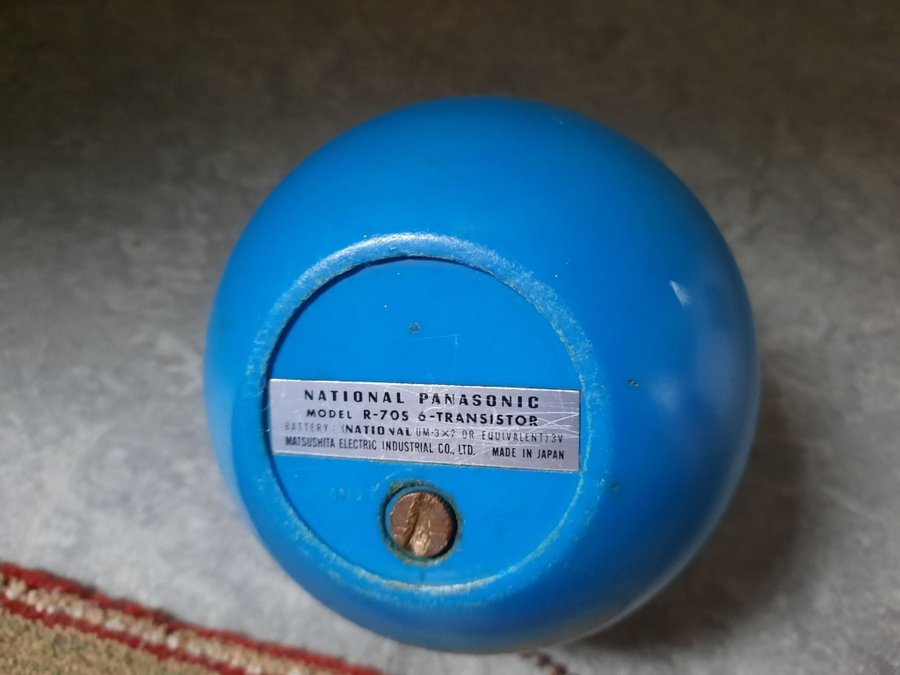 NATIONAL PANASONIC
MODEL R-70S 6-TRANSISTOR
BATTERY (NATIONAL UM-3×2 OR EQUIVALENT) 3V
MATSUSHITA ELECTRIC INDUSTRIAL CO., LTD. MADE IN JAPAN